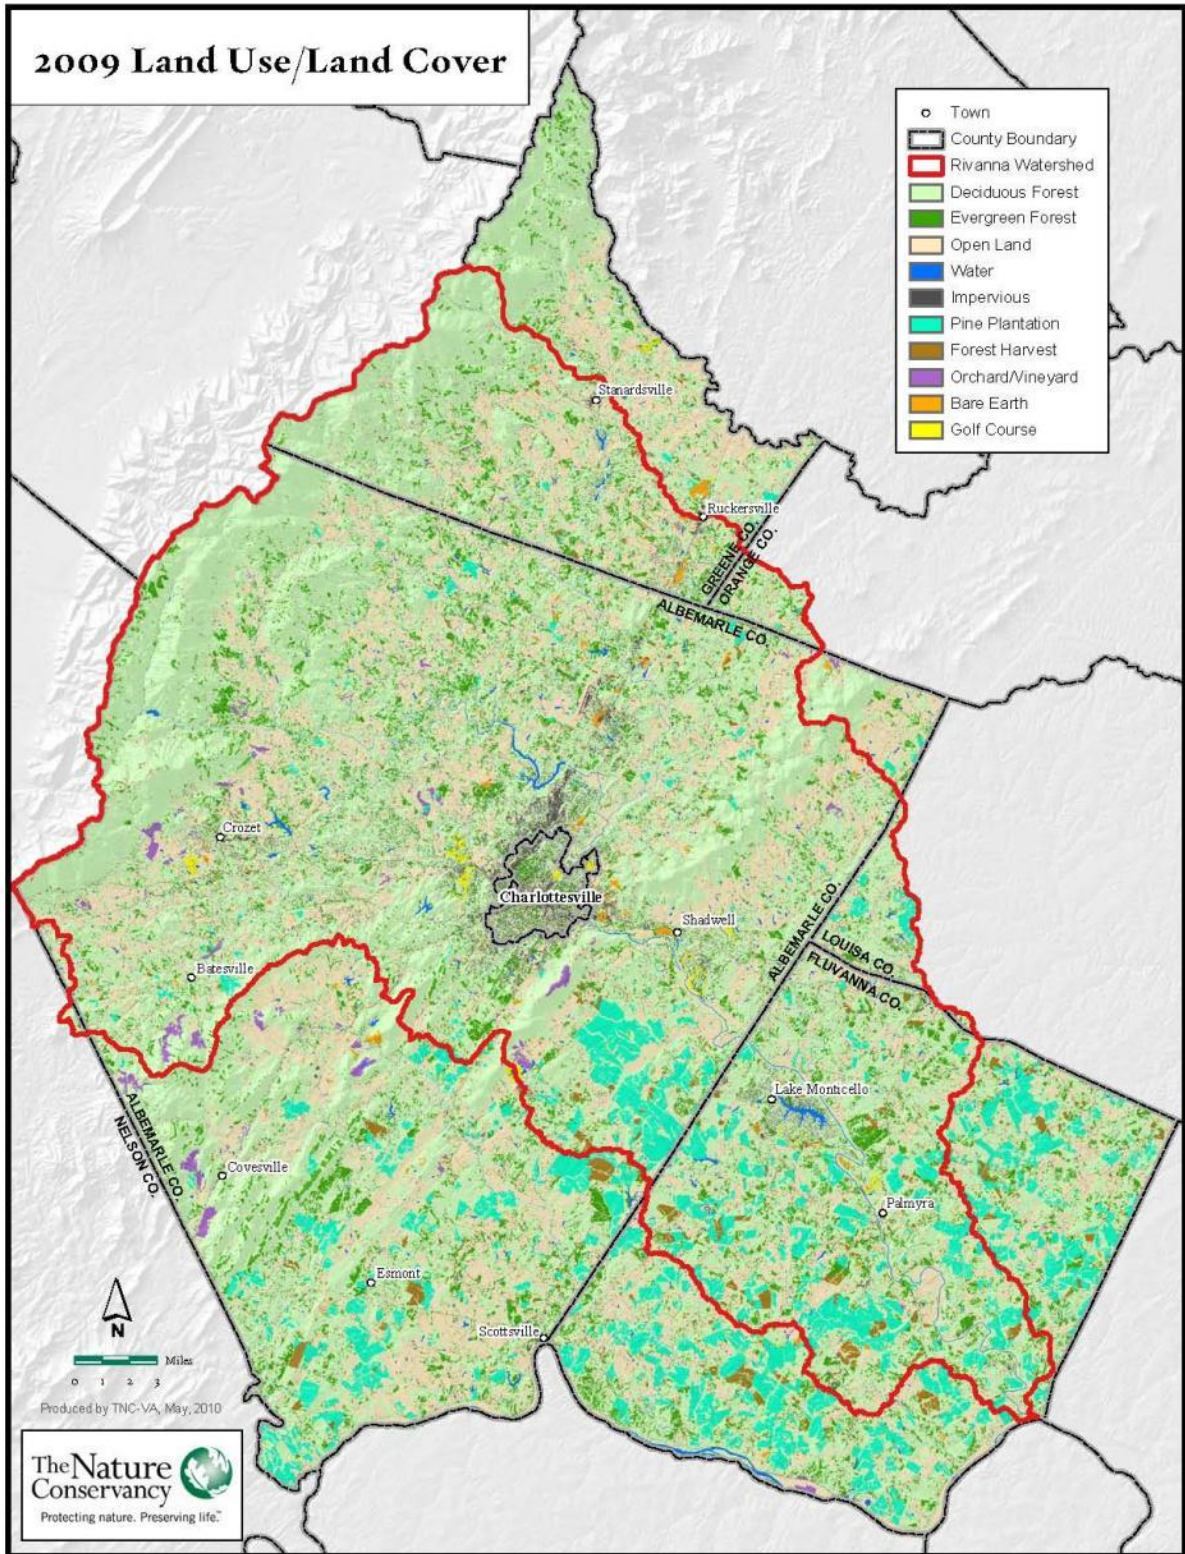 2009 Land Use/Land Cover
Town
County Boundary
Rivanna Watershed
Deciduous Forest
Evergreen Forest
Open Land
Water
Impervious
Pine Plantation
Forest Harvest
Orchard/Vineyard
Bare Earth
Golf Course
Stanardsville
Ruckersville
GREENE CO.
ORANGE CO.
ALBEMARLE CO.
Crozet
Charlottesville
Shadwell
ALBEMARLE CO.
LOUISA CO.
FLUVANNA CO.
Batesville
Lake Monticello
ALBEMARLE CO.
NELSON CO.
Covesville
Palmyra
Esmont
Scottsville
N
Miles
0 1 2 3
Produced by TNC-VA, May, 2010
The Nature
Conservancy
Protecting nature. Preserving life.™